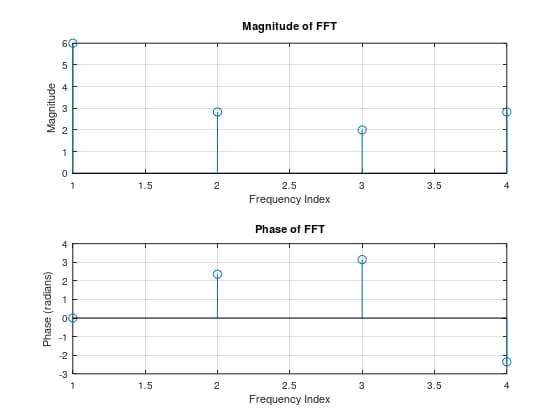 Magnitude of FFT
6
5
4
3
2
1
0
Magnitude
1 1.5 2 2.5 3 3.5 4
Frequency Index
Phase of FFT
4
3
2
1
0
-1
-2
-3
Phase (radians)
1 1.5 2 2.5 3 3.5 4
Frequency Index